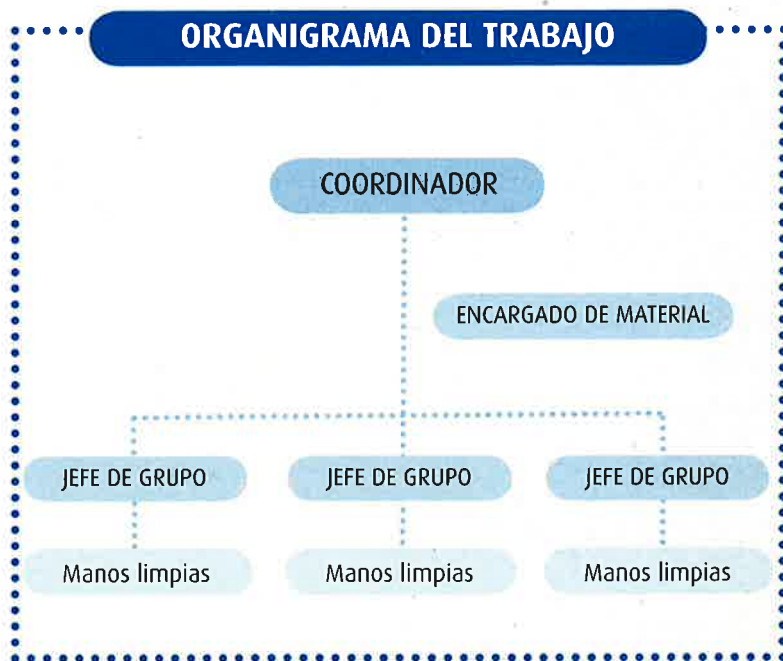 ORGANIGRAMA DEL TRABAJO
COORDINADOR
ENCARGADO DE MATERIAL
JEFE DE GRUPO
JEFE DE GRUPO
JEFE DE GRUPO
Manos limpias
Manos limpias
Manos limpias